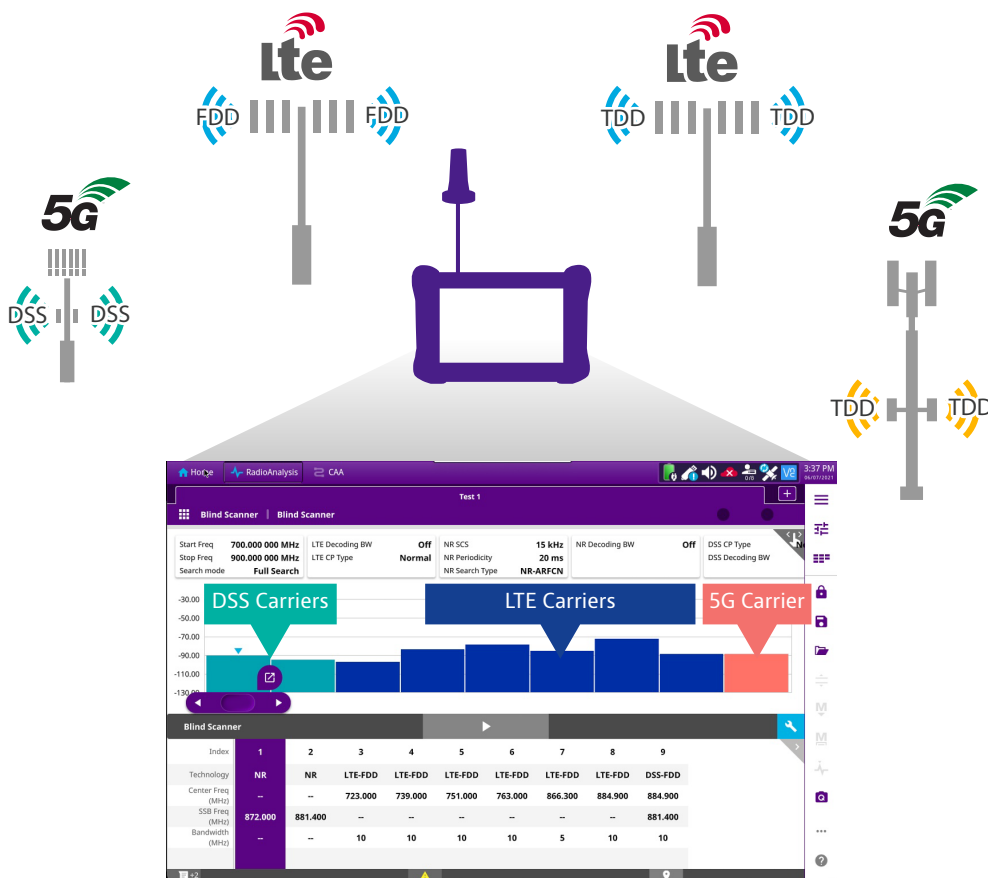 Lte
Lte
FDD FDD
TDD TDD
5G
5G
DSS DSS
TDD TDD
Home RadioAnalysis CAA
0/0 V2 3:37 PM
06/07/2021
Test 1 +
Blind Scanner | Blind Scanner
Start Freq 700.000 000 MHz LTE Decoding BW Off NR SCS 15 kHz NR Decoding BW Off DSS CP Type
Stop Freq 900.000 000 MHz LTE CP Type Normal NR Periodicity 20 ms DSS Decoding BW
Search mode Full Search NR Search Type NR-ARFCN
DSS Carriers LTE Carriers 5G Carrier
-30.00
-50.00
-70.00
-90.00
-110.00
-130.00
Blind Scanner
Index 1 2 3 4 5 6 7 8 9
Technology NR NR LTE-FDD LTE-FDD LTE-FDD LTE-FDD LTE-FDD LTE-FDD DSS-FDD
Center Freq (MHz) -- -- 723.000 739.000 751.000 763.000 866.300 884.900 884.900
SSB Freq (MHz) 872.000 881.400 -- -- -- -- -- -- 881.400
Bandwidth (MHz) -- -- 10 10 10 10 5 10 10
M
M
+2